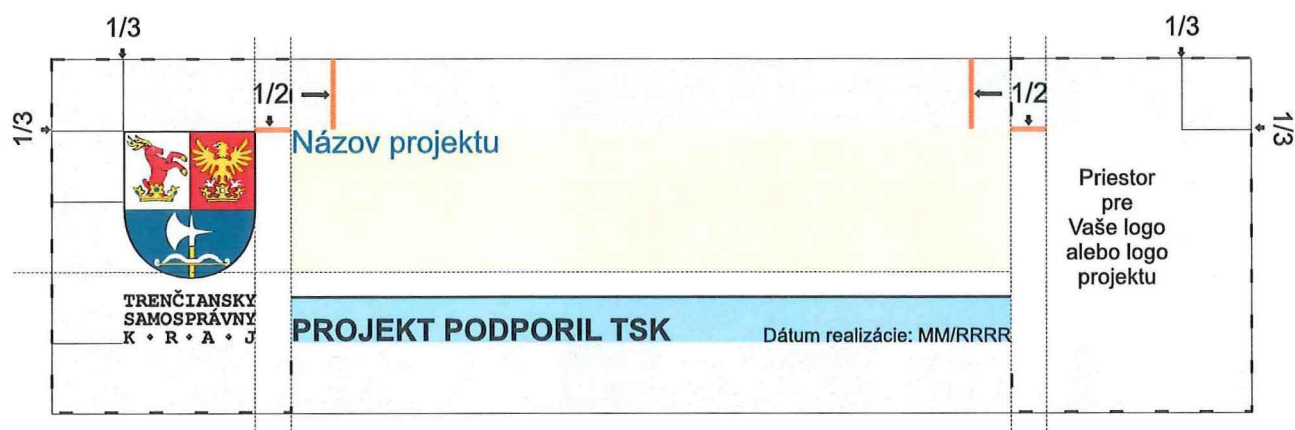 1/3
1/3
1/2
1/2
1/3
1/3
Názov projektu
Priestor
pre
Vaše logo
alebo logo
projektu
TRENČIANSKY
SAMOSPRÁVNY
K • R • A • J
PROJEKT PODPORIL TSK
Dátum realizácie: MM/RRRR